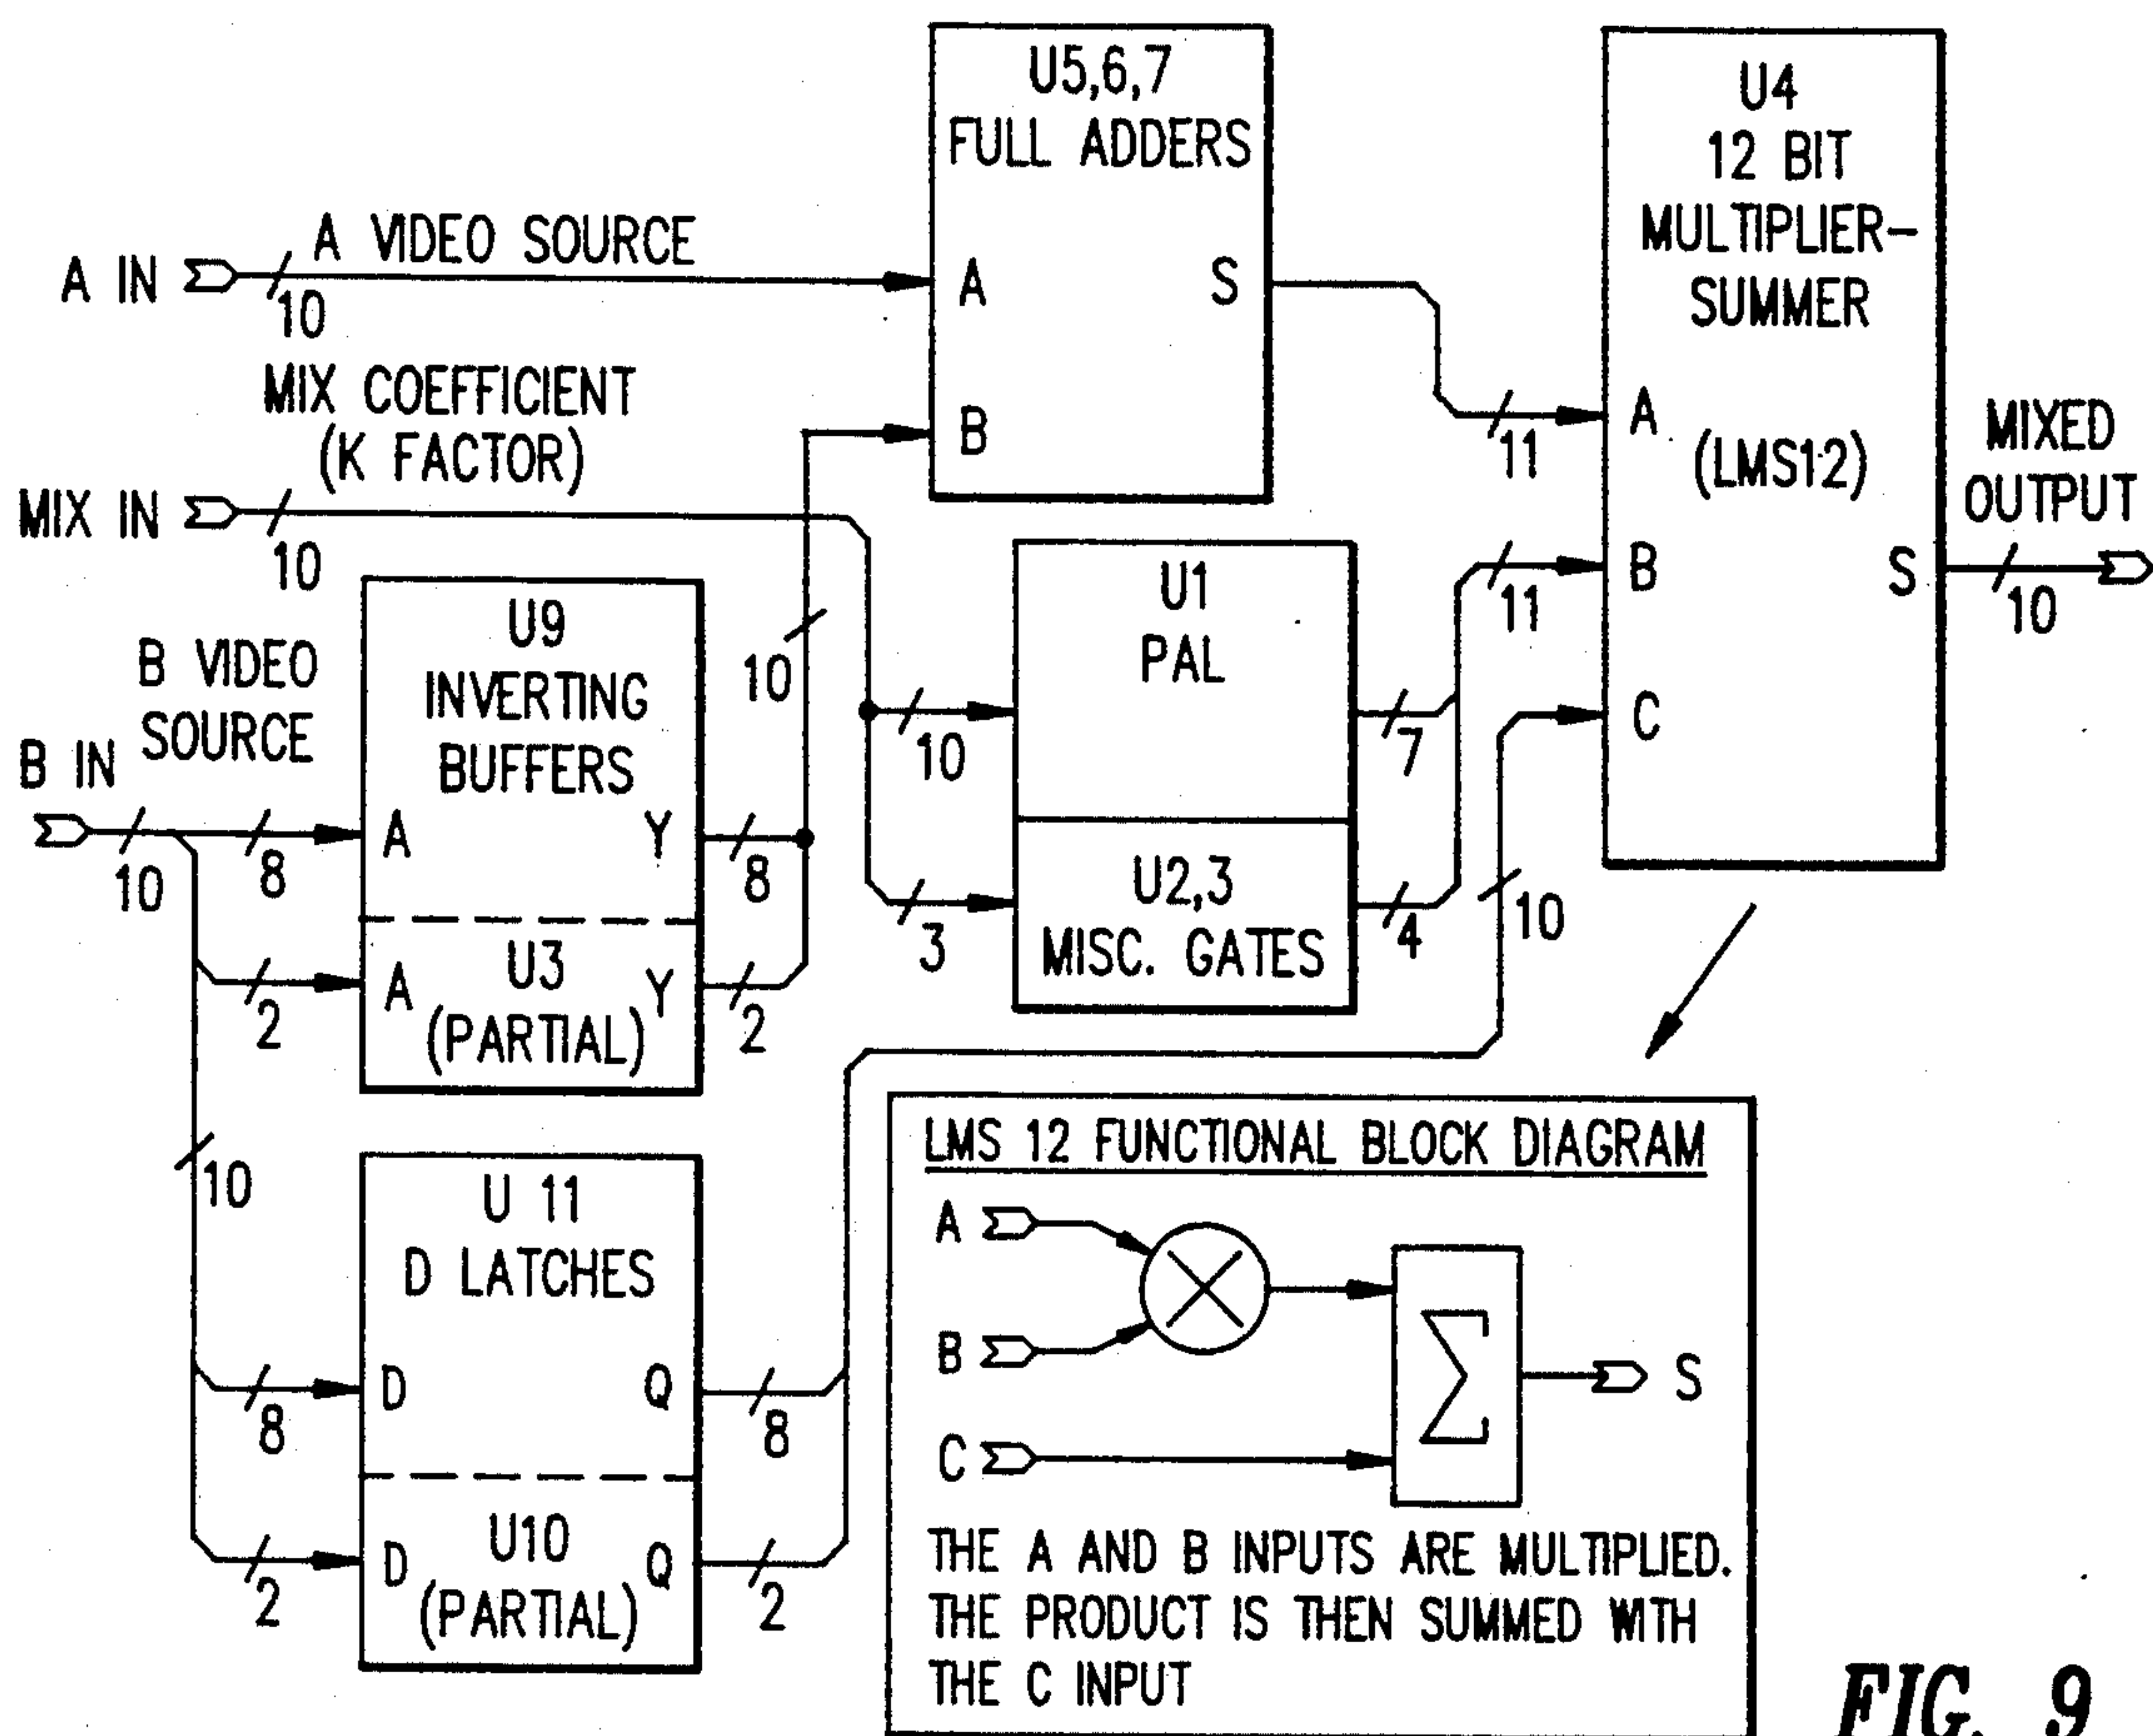 U5,6,7
FULL ADDERS
A
S
B
U4
12 BIT
MULTIPLIER-
SUMMER
A
(LMS12)
B
S
C
MIXED
OUTPUT
10
A IN
10
A VIDEO SOURCE
MIX COEFFICIENT
(K FACTOR)
MIX IN
10
11
11
B VIDEO
SOURCE
B IN
10
8
2
10
U9
INVERTING
BUFFERS
A
Y
U3
A
Y
(PARTIAL)
8
2
10
10
3
U1
PAL
U2,3
MISC. GATES
7
4
10
U 11
D LATCHES
D
Q
U10
D
Q
(PARTIAL)
8
2
8
2
LMS 12 FUNCTIONAL BLOCK DIAGRAM
A
B
C
Σ
S
THE A AND B INPUTS ARE MULTIPLIED.
THE PRODUCT IS THEN SUMMED WITH
THE C INPUT
FIG. 9